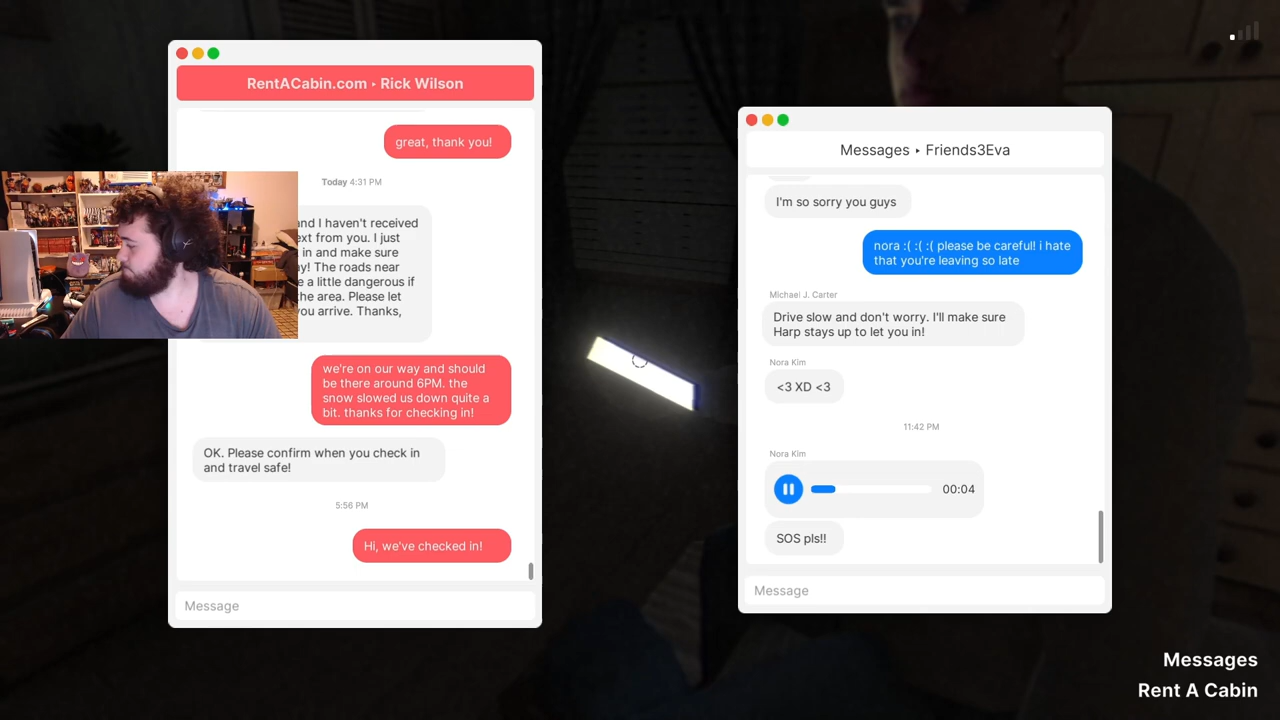 RentACabin.com ‣ Rick Wilson
great, thank you!
Today 4:31 PM
and I haven't received
ext from you. I just
in and make sure
y! The roads near
e a little dangerous if
he area. Please let
ou arrive. Thanks,
we're on our way and should
be there around 6PM. the
snow slowed us down quite a
bit. thanks for checking in!
OK. Please confirm when you check in
and travel safe!
5:56 PM
Hi, we've checked in!
Message
Messages ‣ Friends3Eva
I'm so sorry you guys
nora :( :( :( please be careful! i hate
that you're leaving so late
Michael J. Carter
Drive slow and don't worry. I'll make sure
Harp stays up to let you in!
Nora Kim
<3 XD <3
11:42 PM
Nora Kim
00:04
SOS pls!!
Message
Messages
Rent A Cabin